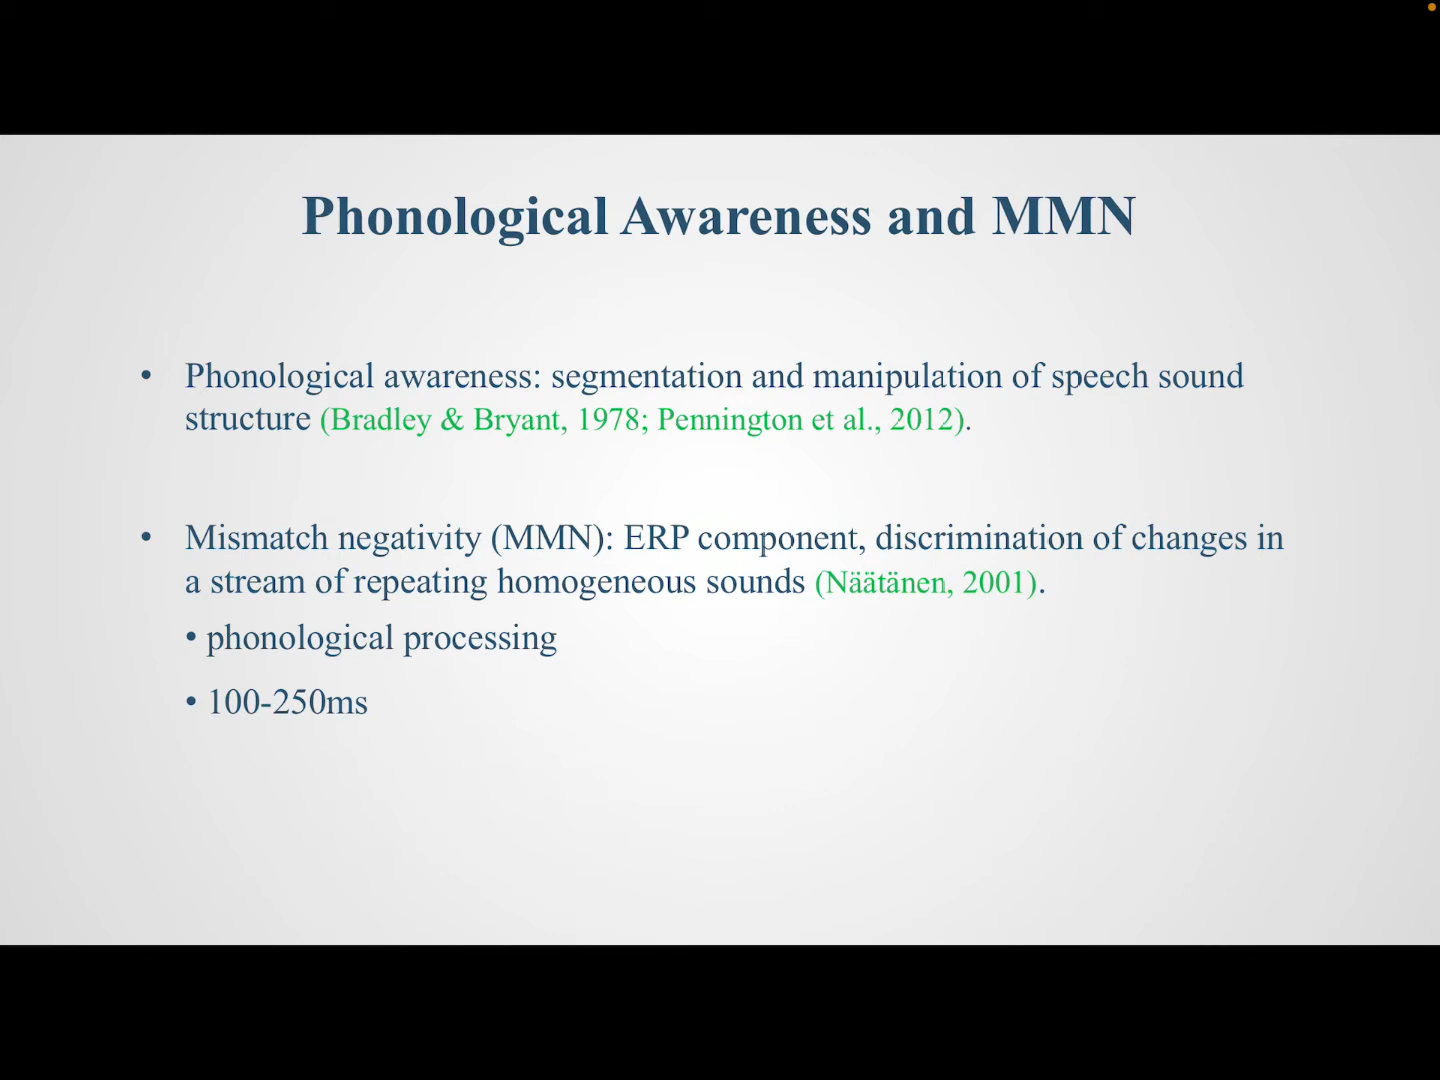 Phonological Awareness and MMN
• Phonological awareness: segmentation and manipulation of speech sound
structure (Bradley & Bryant, 1978; Pennington et al., 2012).
• Mismatch negativity (MMN): ERP component, discrimination of changes in
a stream of repeating homogeneous sounds (Näätänen, 2001).
• phonological processing
• 100-250ms